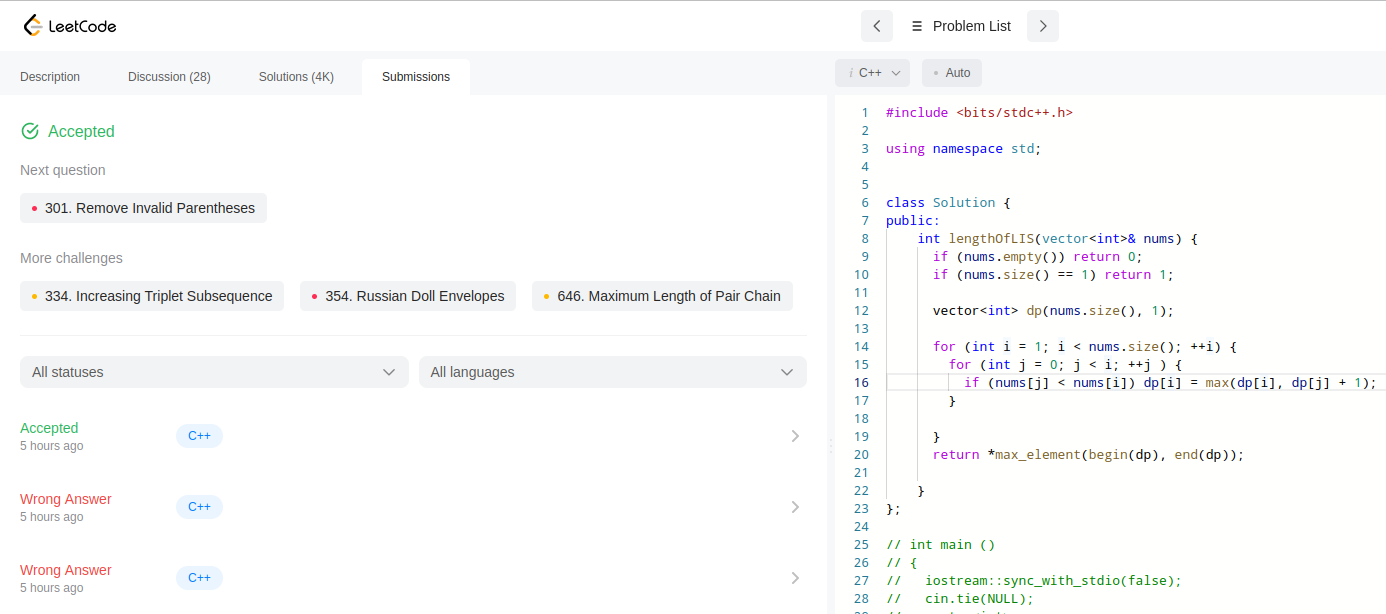 LeetCode
Problem List
Description Discussion (28) Solutions (4K) Submissions
i C++ Auto
Accepted
Next question
301. Remove Invalid Parentheses
More challenges
334. Increasing Triplet Subsequence 354. Russian Doll Envelopes 646. Maximum Length of Pair Chain
All statuses All languages
Accepted
5 hours ago
C++
Wrong Answer
5 hours ago
C++
Wrong Answer
5 hours ago
C++
1 #include <bits/stdc++.h>
2
3 using namespace std;
4
5
6 class Solution {
7 public:
8     int lengthOfLIS(vector<int>& nums) {
9       if (nums.empty()) return 0;
10       if (nums.size() == 1) return 1;
11
12       vector<int> dp(nums.size(), 1);
13
14       for (int i = 1; i < nums.size(); ++i) {
15         for (int j = 0; j < i; ++j ) {
16           if (nums[j] < nums[i]) dp[i] = max(dp[i], dp[j] + 1);
17         }
18
19       }
20       return *max_element(begin(dp), end(dp));
21
22     }
23 };
24
25 // int main ()
26 // {
27 //   iostream::sync_with_stdio(false);
28 //   cin.tie(NULL);